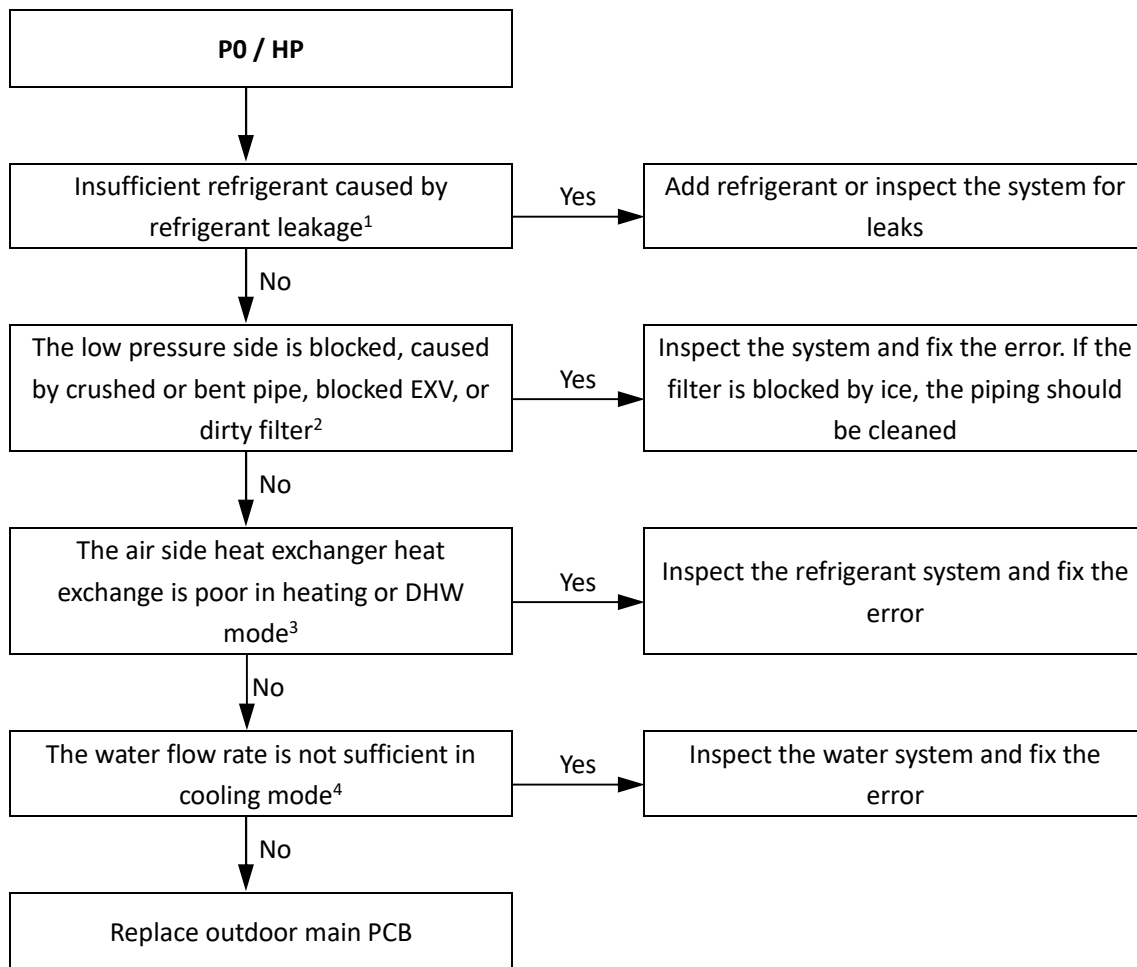 P0 / HP
Insufficient refrigerant caused by
refrigerant leakage1
Yes
Add refrigerant or inspect the system for
leaks
No
The low pressure side is blocked, caused
by crushed or bent pipe, blocked EXV, or
dirty filter2
Yes
Inspect the system and fix the error. If the
filter is blocked by ice, the piping should
be cleaned
No
The air side heat exchanger heat
exchange is poor in heating or DHW
mode3
Yes
Inspect the refrigerant system and fix the
error
No
The water flow rate is not sufficient in
cooling mode4
Yes
Inspect the water system and fix the
error
No
Replace outdoor main PCB